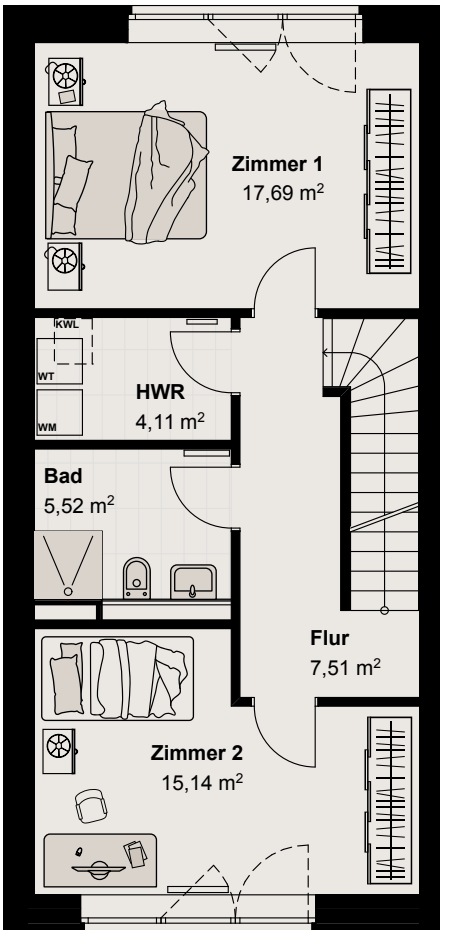 Zimmer 1
17,69 m²
KWL
WT
HWR
4,11 m²
WM
Bad
5,52 m²
Flur
7,51 m²
Zimmer 2
15,14 m²